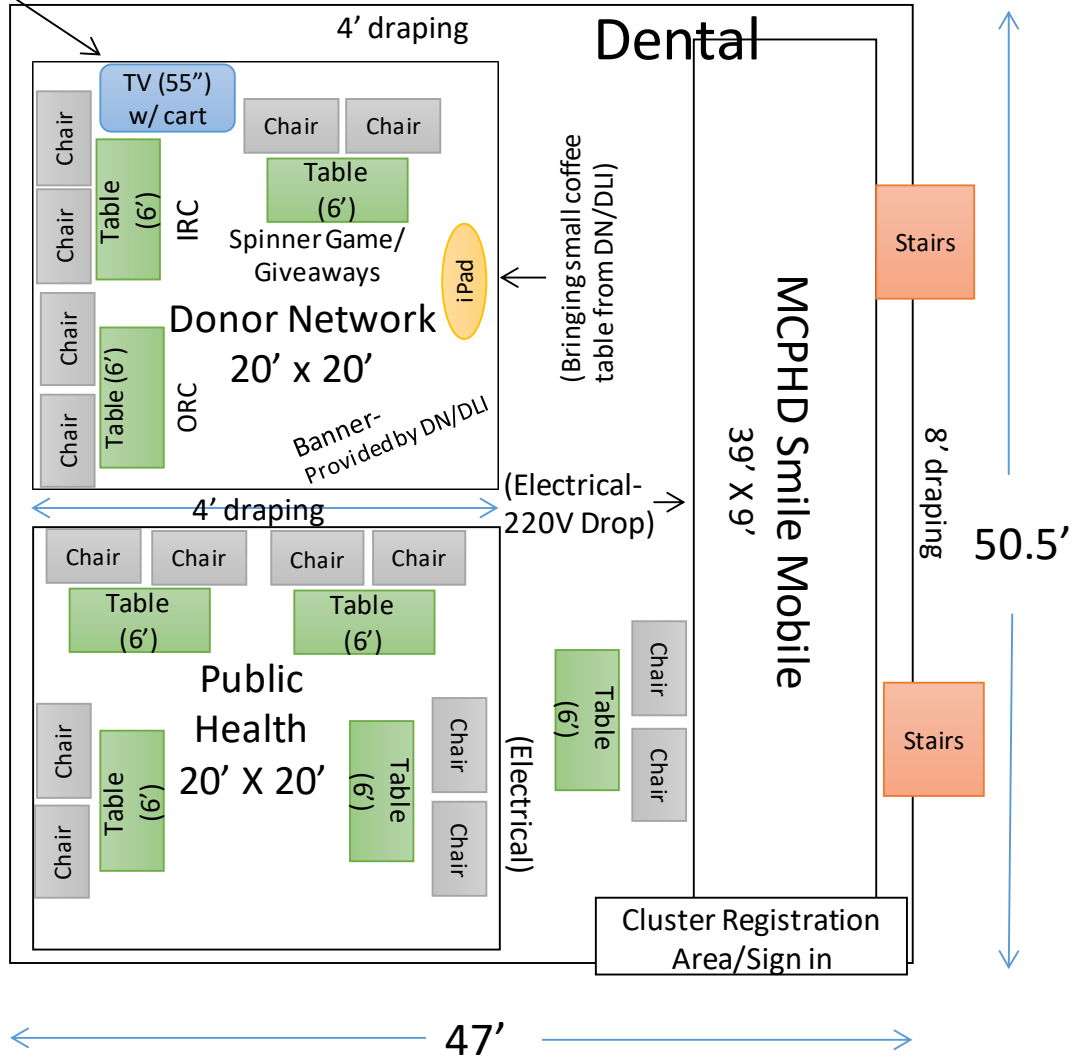 4’ draping
Dental
TV (55”)
w/ cart
Chair
Chair
Table
(6’)
IRC
Chair
Chair
Table
(6’)
Spinner Game/
Giveaways
iPad
(Bringing small coffee
table from DN/DLI)
Donor Network
20’ x 20’
Chair
Chair
Table (6’)
ORC
Banner-
Provided by DN/DLI
4’ draping
(Electrical-
220V Drop)
MCPHD Smile Mobile
39’ X 9’
Stairs
8’ draping
50.5’
Stairs
Chair
Chair
Chair
Chair
Table
(6’)
Table
(6’)
Public
Health
20’ X 20’
Chair
Chair
Table
(6’)
Table
(6’)
Chair
Chair
(Electrical)
Table
(6’)
Chair
Chair
Cluster Registration
Area/Sign in
47’